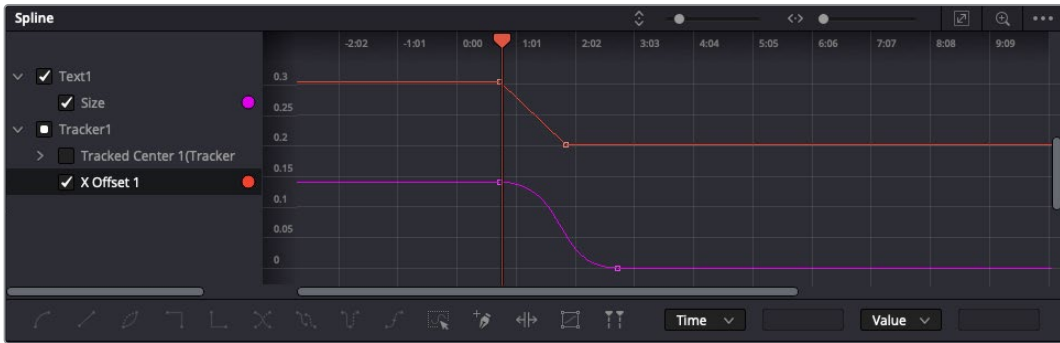 Spline
-2:02 -1:01 0:00 1:01 2:02 3:03 4:04 5:05 6:06 7:07 8:08 9:09
Text1
Size
Tracker1
Tracked Center 1(Tracker
X Offset 1
0.3
0.25
0.2
0.15
0.1
0.05
0
Time
Value